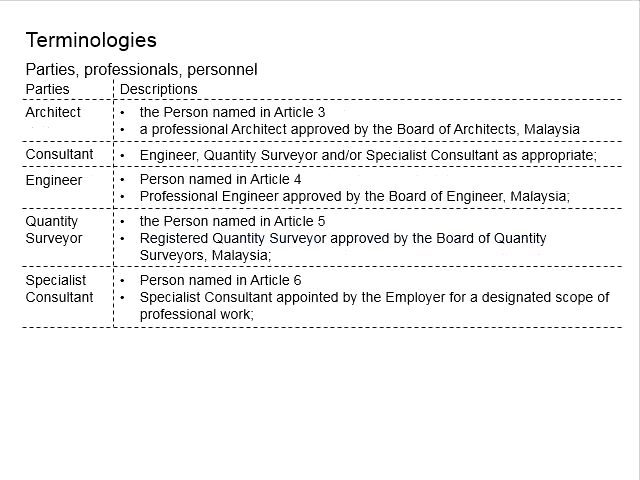 Terminologies
Parties, professionals, personnel
Parties Descriptions
Architect • the Person named in Article 3
• a professional Architect approved by the Board of Architects, Malaysia
Consultant • Engineer, Quantity Surveyor and/or Specialist Consultant as appropriate;
Engineer • Person named in Article 4
• Professional Engineer approved by the Board of Engineer, Malaysia;
Quantity • the Person named in Article 5
Surveyor • Registered Quantity Surveyor approved by the Board of Quantity
Surveyors, Malaysia;
Specialist • Person named in Article 6
Consultant • Specialist Consultant appointed by the Employer for a designated scope of
professional work;